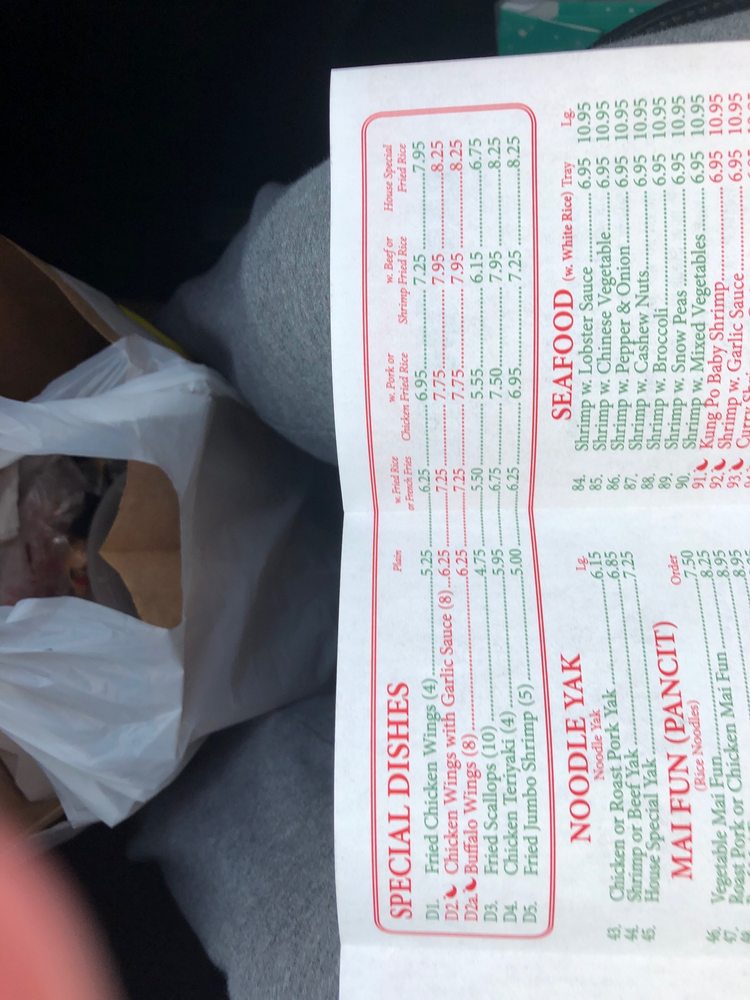 SPECIAL DISHES
Plain w. Fried Rice or French Fries w. Pork or Chicken Fried Rice w. Beef or Shrimp Fried Rice House Special Fried Rice
D1. Fried Chicken Wings (4) 5.25 6.25 6.95 7.25 7.95
D2. Chicken Wings with Garlic Sauce (8) 6.25 7.25 7.75 7.95 8.25
D2a. Buffalo Wings (8) 6.25 7.25 7.75 7.95 8.25
D3. Fried Scallops (10) 4.75 5.50 5.55 6.15 6.75
D4. Chicken Teriyaki (4) 5.95 6.75 7.50 7.95 8.25
D5. Fried Jumbo Shrimp (5) 5.00 6.25 6.95 7.25 8.25
NOODLE YAK
Noodle Yak Lg.
43. Chicken or Roast Pork Yak 6.15
44. Shrimp or Beef Yak 6.85
45. House Special Yak 7.25
MAI FUN (PANCIT)
(Rice Noodles) Order
46. Vegetable Mai Fun 7.50
47. Roast Pork or Chicken Mai Fun 8.25
8.95
8.95
SEAFOOD (w. White Rice) Tray Lg.
84. Shrimp w. Lobster Sauce 6.95 10.95
85. Shrimp w. Chinese Vegetable 6.95 10.95
86. Shrimp w. Pepper & Onion 6.95 10.95
87. Shrimp w. Cashew Nuts 6.95 10.95
88. Shrimp w. Broccoli 6.95 10.95
89. Shrimp w. Snow Peas 6.95 10.95
90. Shrimp w. Mixed Vegetables 6.95 10.95
91. Kung Po Baby Shrimp 6.95 10.95
92. Shrimp w. Garlic Sauce 6.95 10.95
93.